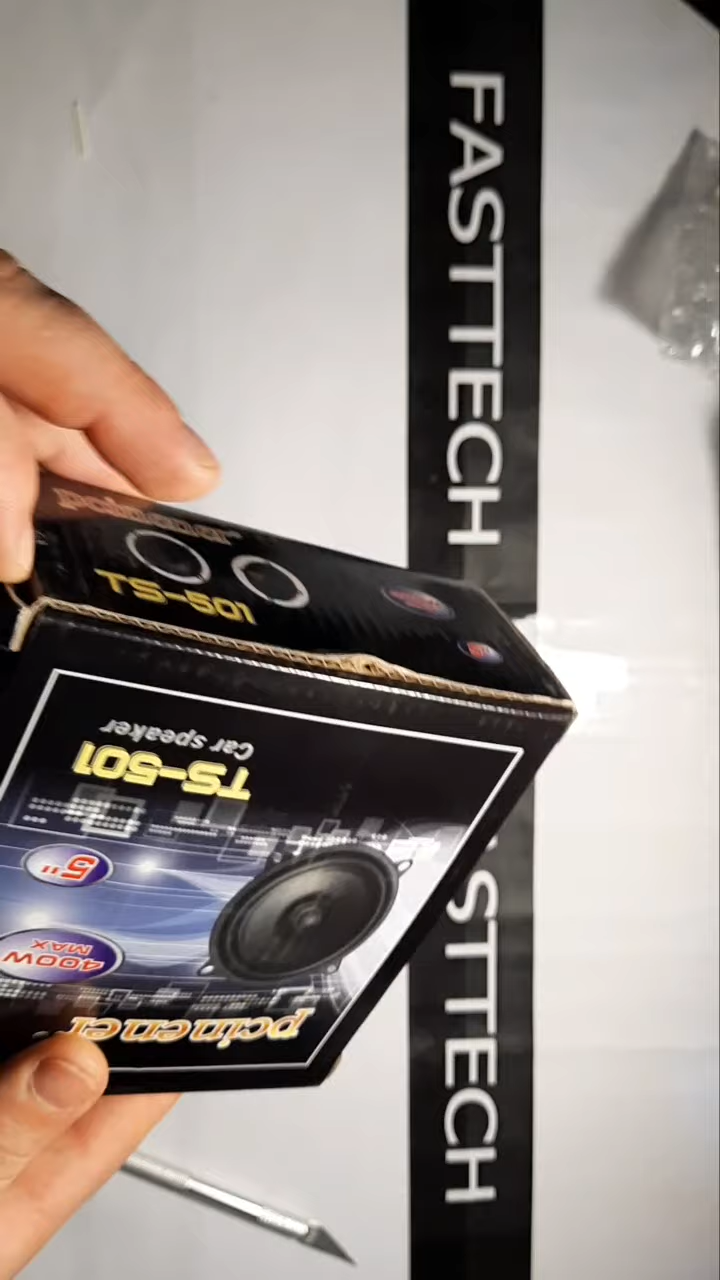 FASTTECH
pcinener
TS-501
TS-501
Car speaker
5"
400W
MAX
pcinener
STTECH